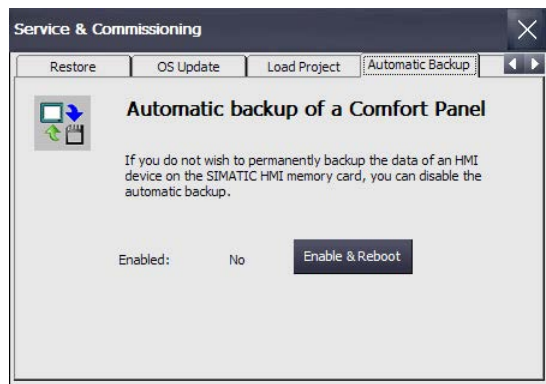 Service & Commissioning
Restore
OS Update
Load Project
Automatic Backup
Automatic backup of a Comfort Panel
If you do not wish to permanently backup the data of an HMI
device on the SIMATIC HMI memory card, you can disable the
automatic backup.
Enabled: No
Enable & Reboot